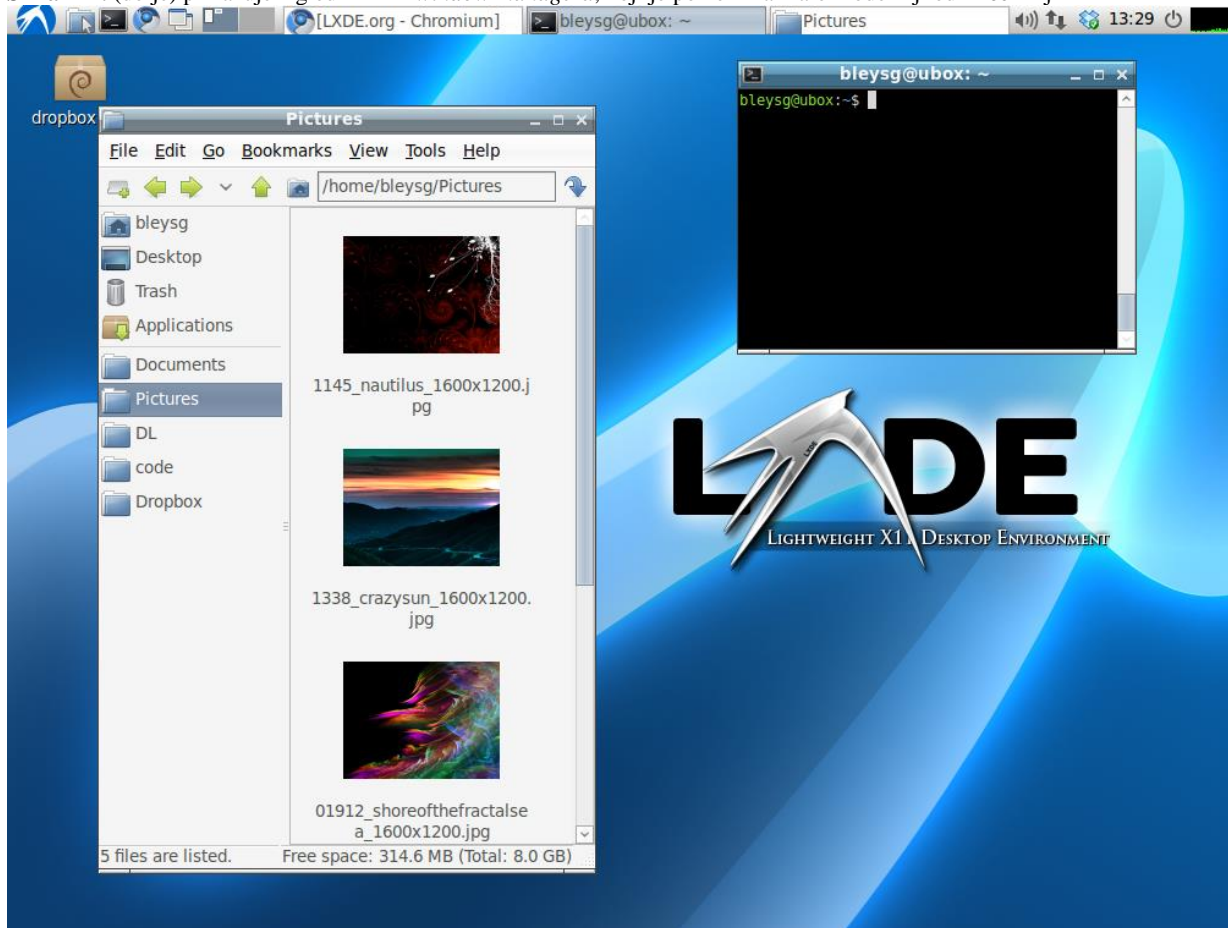 [LXDE.org - Chromium]
bleysg@ubox: ~
Pictures
13:29
dropbox
bleysg@ubox: ~
bleysg@ubox:~$
Pictures
File Edit Go Bookmarks View Tools Help
/home/bleysg/Pictures
bleysg
Desktop
Trash
Applications
Documents
Pictures
DL
code
Dropbox
1145_nautilus_1600x1200.j
pg
1338_crazysun_1600x1200.
jpg
01912_shoreofthefractalse
a_1600x1200.jpg
5 files are listed.
Free space: 314.6 MB (Total: 8.0 GB)
LXDE
LIGHTWEIGHT X11 DESKTOP ENVIRONMENT